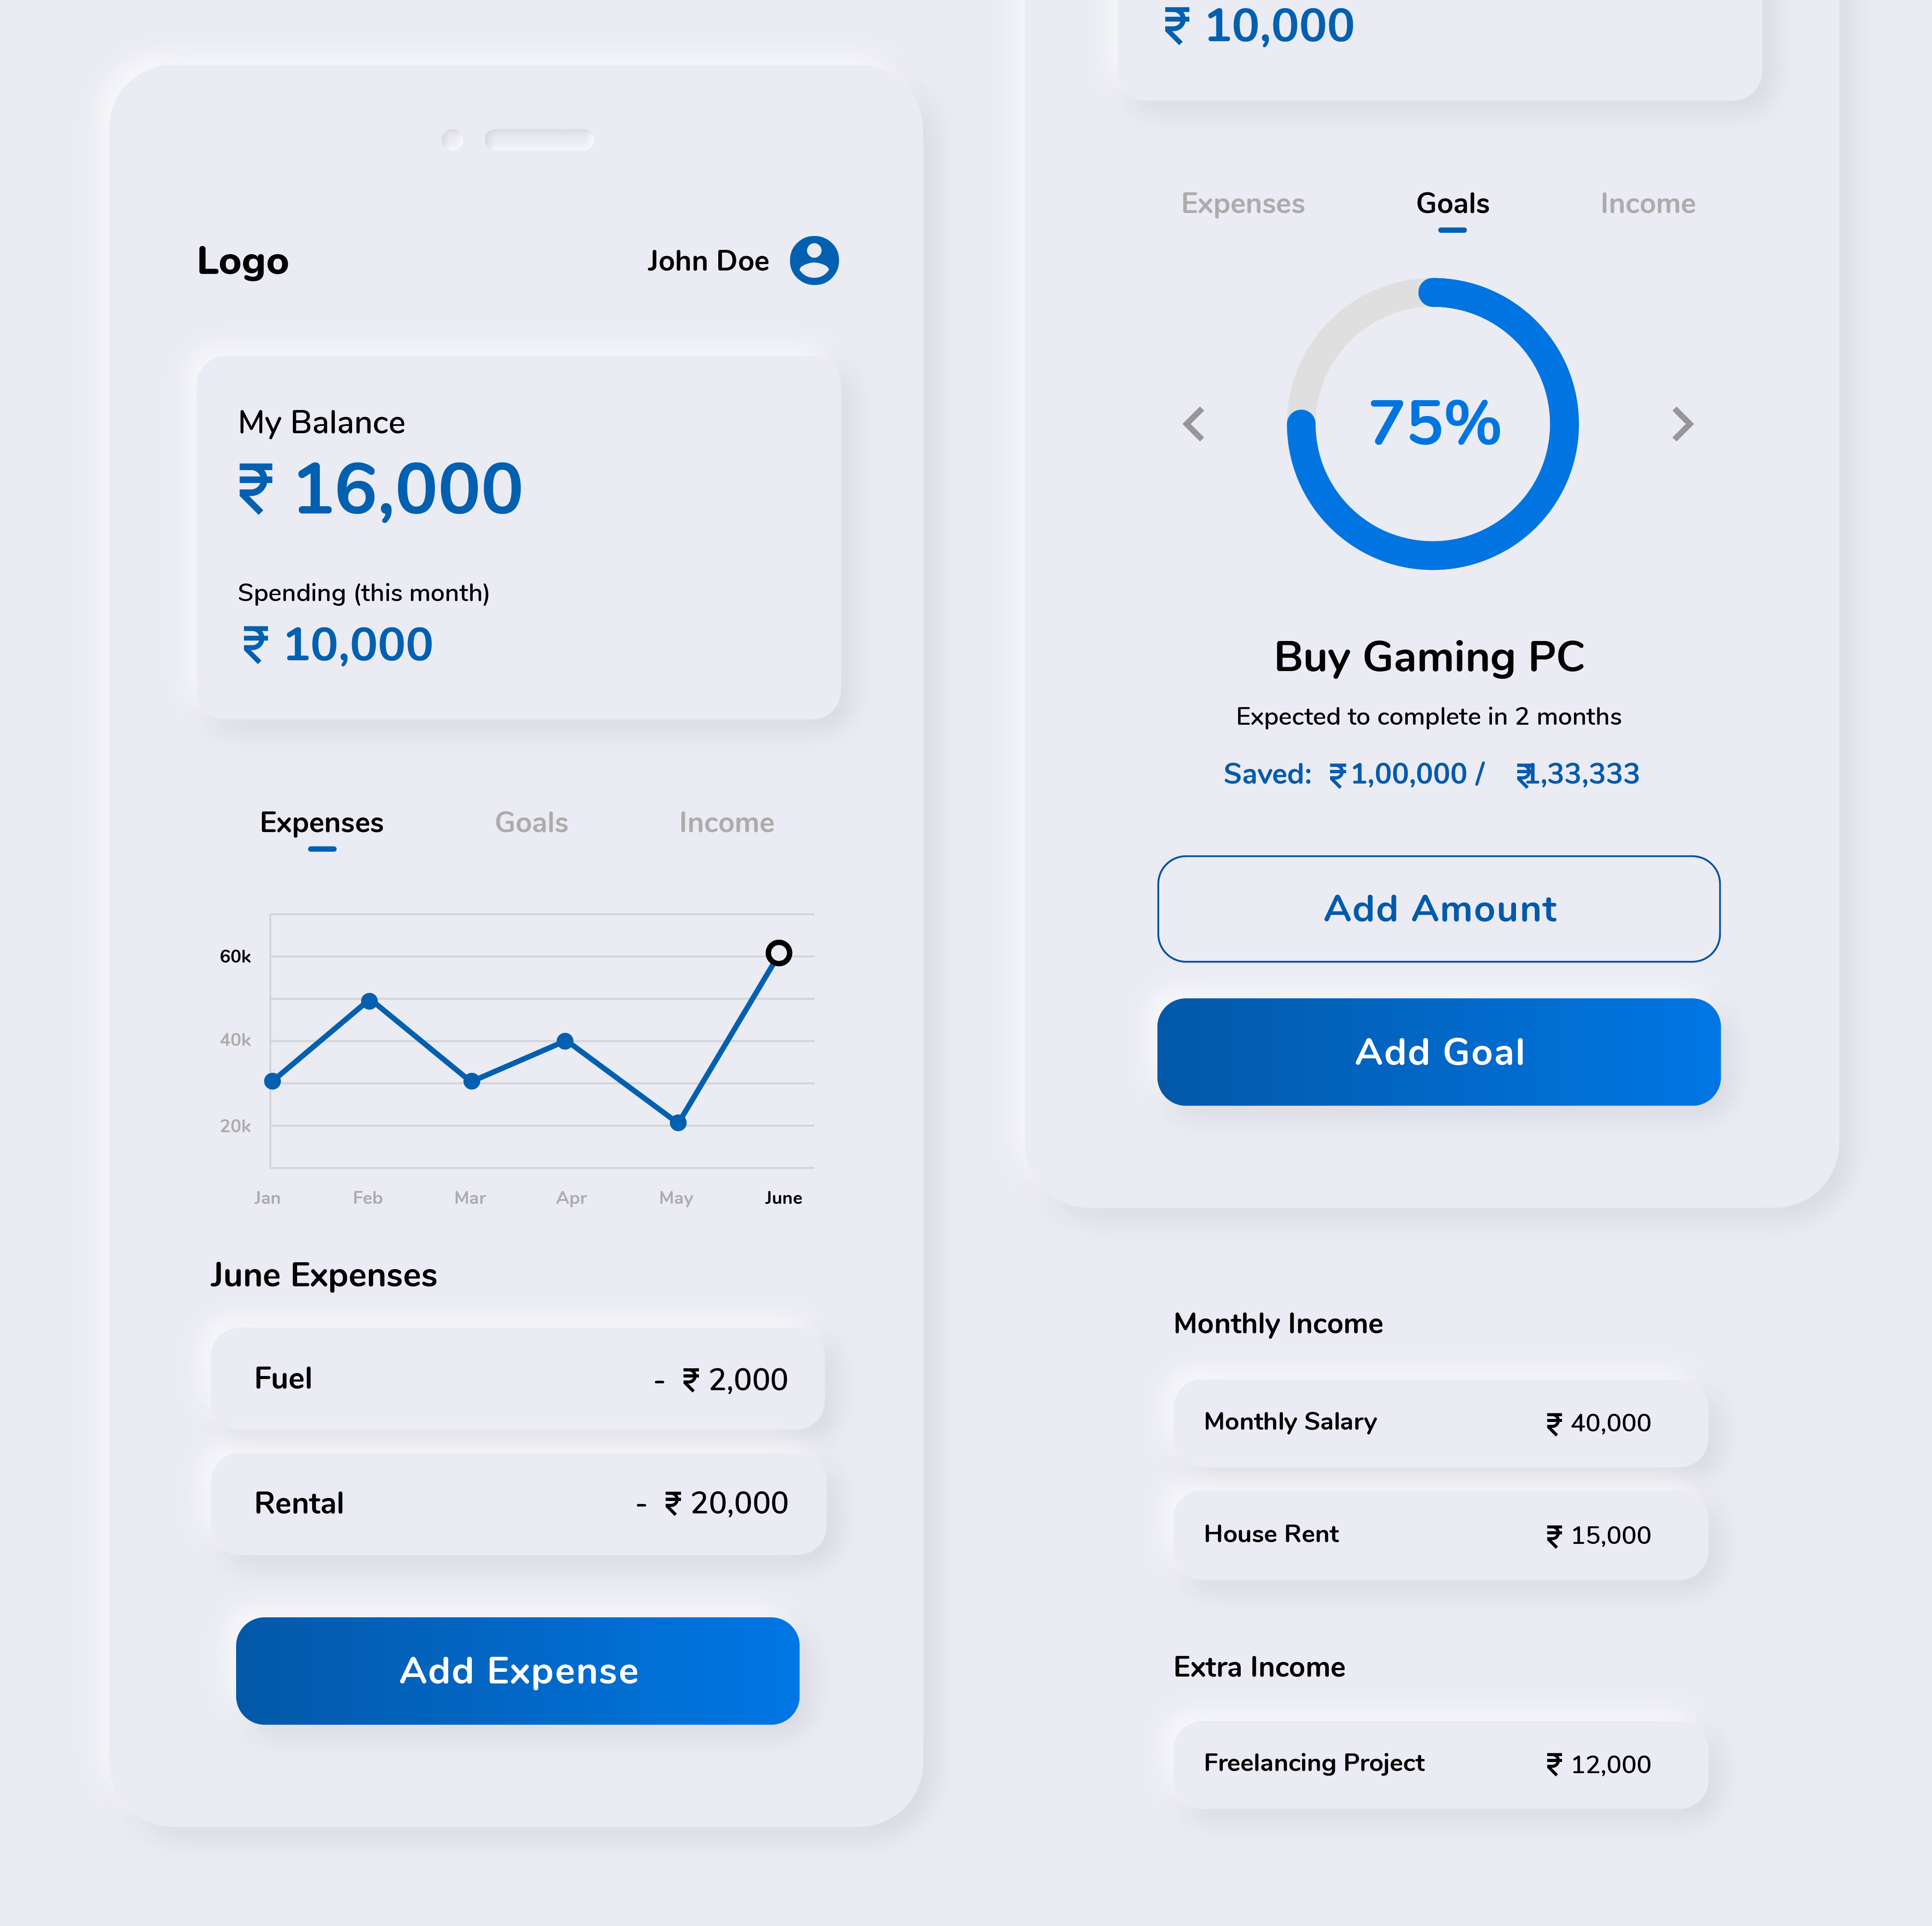 Logo
John Doe
My Balance
₹ 16,000
Spending (this month)
₹ 10,000
Expenses Goals Income
60k
40k
20k
Jan Feb Mar Apr May June
June Expenses
Fuel - ₹ 2,000
Rental - ₹ 20,000
Add Expense
₹ 10,000
Expenses Goals Income
75%
Buy Gaming PC
Expected to complete in 2 months
Saved: ₹ 1,00,000 / ₹1,33,333
Add Amount
Add Goal
Monthly Income
Monthly Salary ₹ 40,000
House Rent ₹ 15,000
Extra Income
Freelancing Project ₹ 12,000